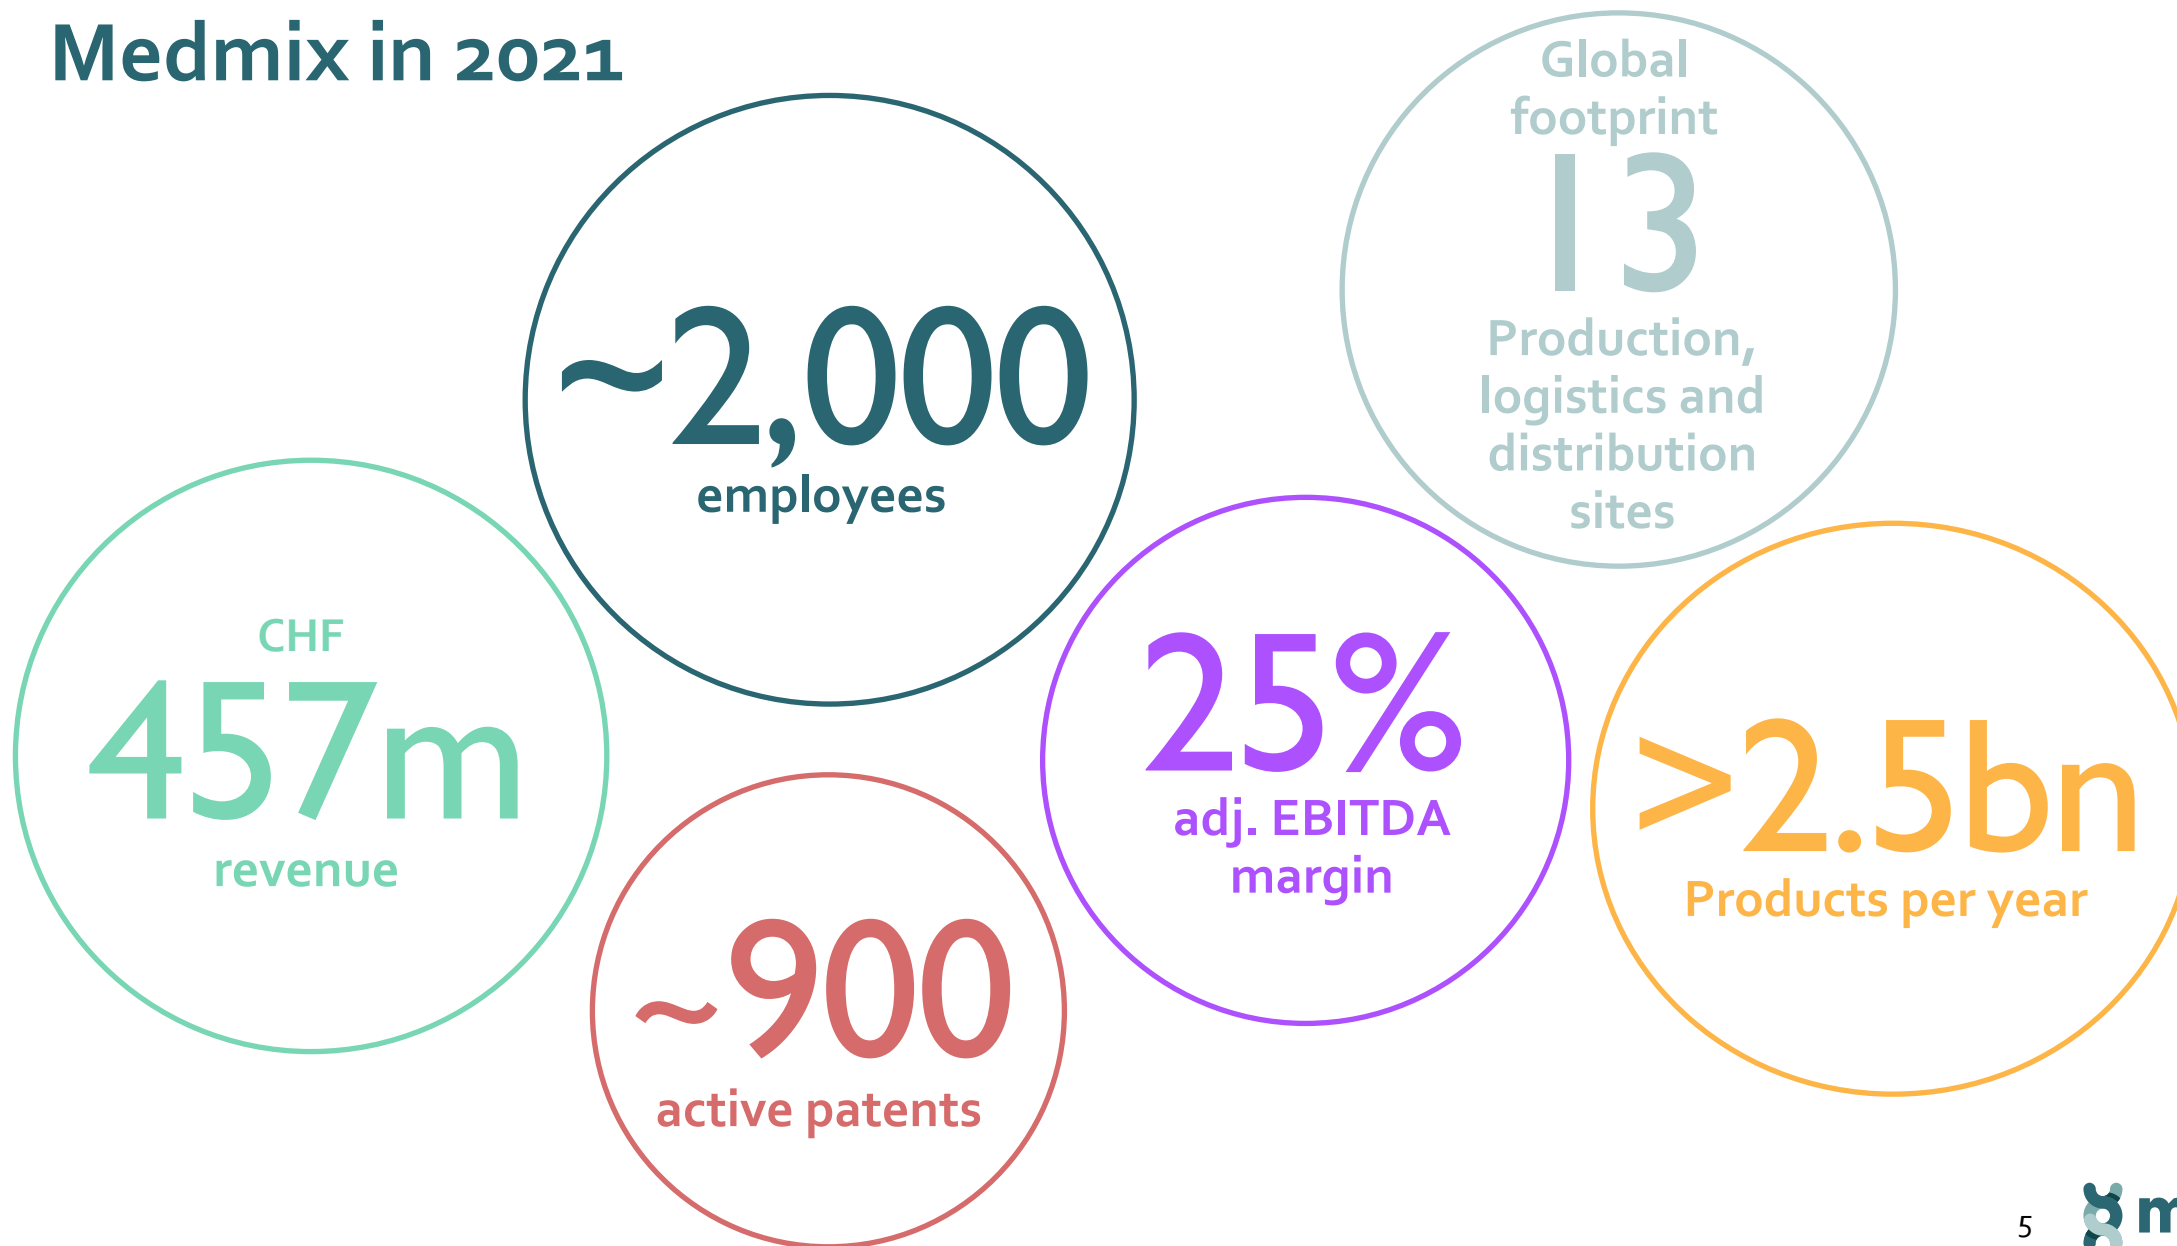 Medmix in 2021
Global
footprint
13
Production,
logistics and
distribution
sites
~2,000
employees
CHF
457m
revenue
25%
adj. EBITDA
margin
>2.5bn
Products per year
~900
active patents
5